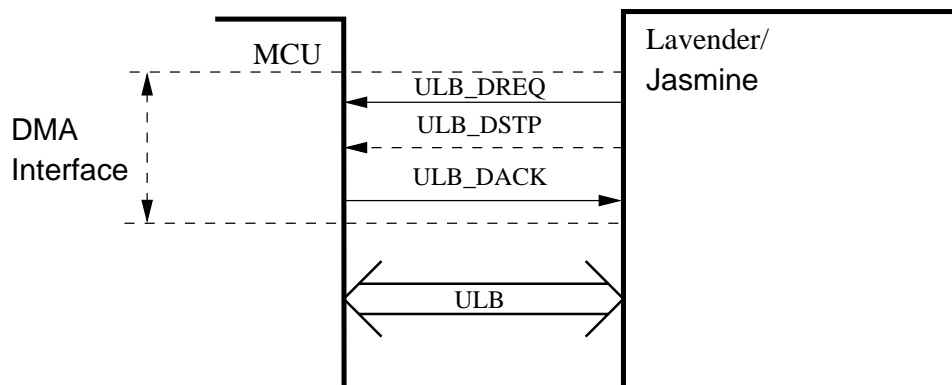 MCU
Lavender/
Jasmine
ULB_DREQ
DMA
Interface
ULB_DSTP
ULB_DACK
ULB